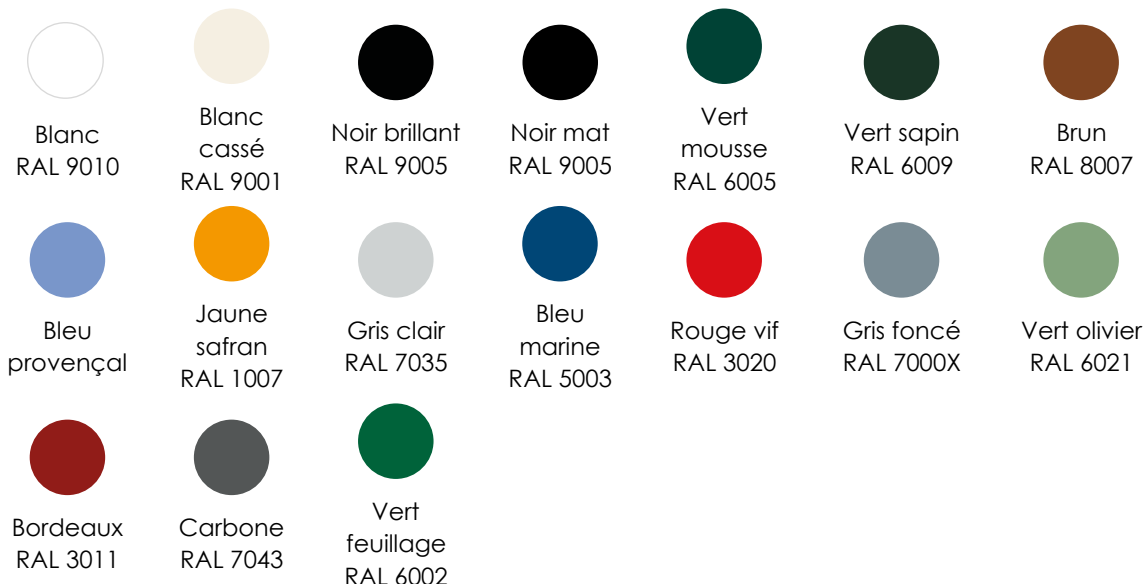 Blanc
RAL 9010
Blanc
cassé
RAL 9001
Noir brillant
RAL 9005
Noir mat
RAL 9005
Vert
mousse
RAL 6005
Vert sapin
RAL 6009
Brun
RAL 8007
Bleu
provençal
Jaune
safran
RAL 1007
Gris clair
RAL 7035
Bleu
marine
RAL 5003
Rouge vif
RAL 3020
Gris foncé
RAL 7000X
Vert olivier
RAL 6021
Bordeaux
RAL 3011
Carbone
RAL 7043
Vert
feuillage
RAL 6002